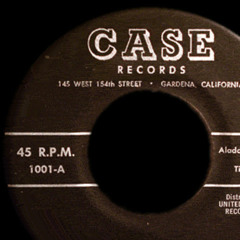 CASE
RECORDS
145 WEST 154th STREET • GARDENA, CALIFORNIA
45 R.P.M.
1001-A